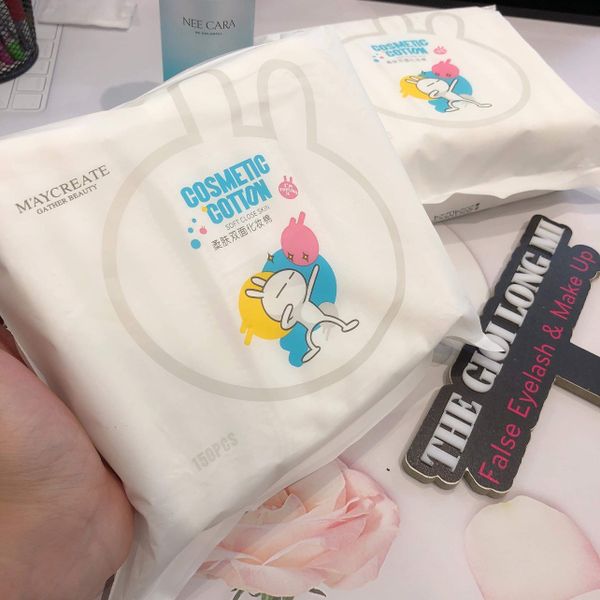 NEE CARA
M'AYCREATE
GATHER BEAUTY
COSMETIC
COTTON
SOFT CLOSE SKIN
柔肤双面化妆棉
150PCS
COSMETIC
COTTON
THE GIOI LONG MI
False Eyelash & Make Up